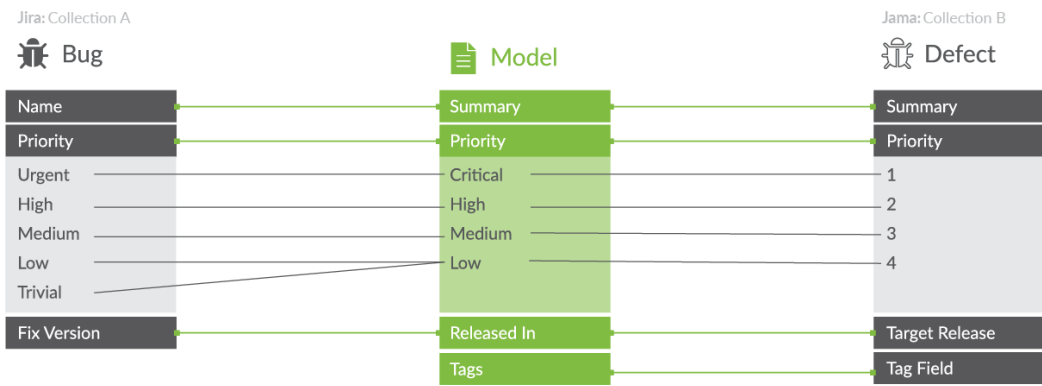 Jira: Collection A
Jama: Collection B
Bug
Model
Defect
Name
Summary
Summary
Priority
Priority
Priority
Urgent
Critical
1
High
High
2
Medium
Medium
3
Low
Low
4
Trivial
Fix Version
Released In
Target Release
Tags
Tag Field